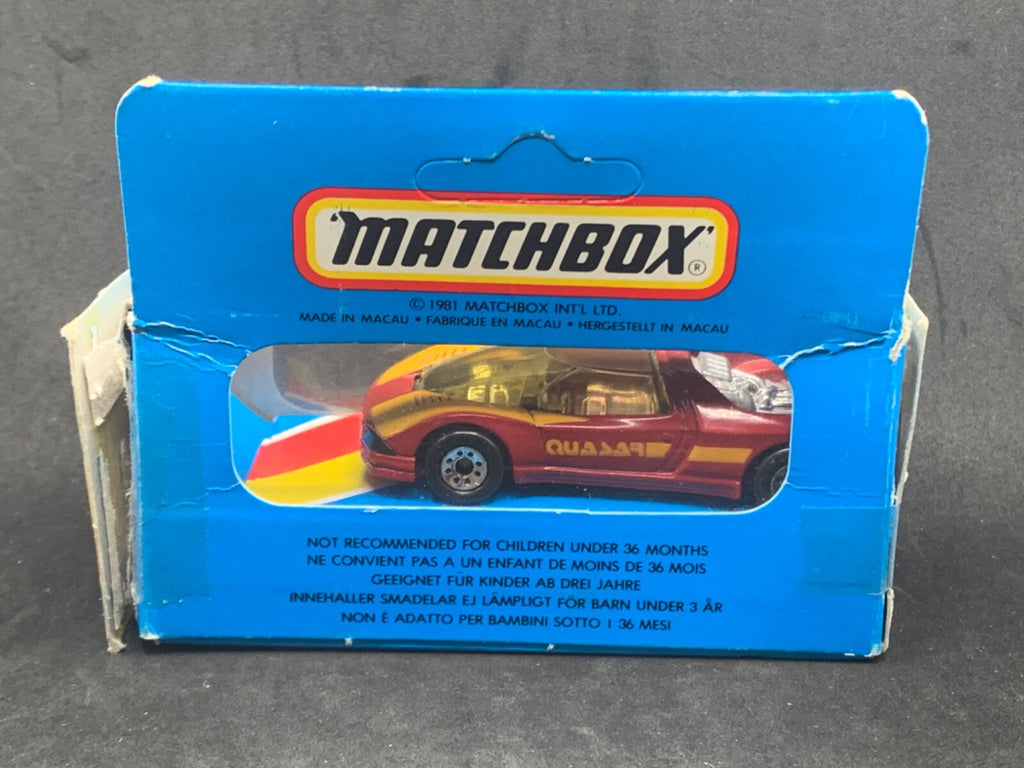 'MATCHBOX' ®
© 1981 MATCHBOX INT'L LTD.
MADE IN MACAU • FABRIQUE EN MACAU • HERGESTELLT IN MACAU
QUASAR
NOT RECOMMENDED FOR CHILDREN UNDER 36 MONTHS
NE CONVIENT PAS A UN ENFANT DE MOINS DE 36 MOIS
GEEIGNET FÜR KINDER AB DREI JAHRE
INNEHALLER SMADELAR EJ LÄMPLIGT FÖR BARN UNDER 3 ÅR
NON È ADATTO PER BAMBINI SOTTO I 36 MESI